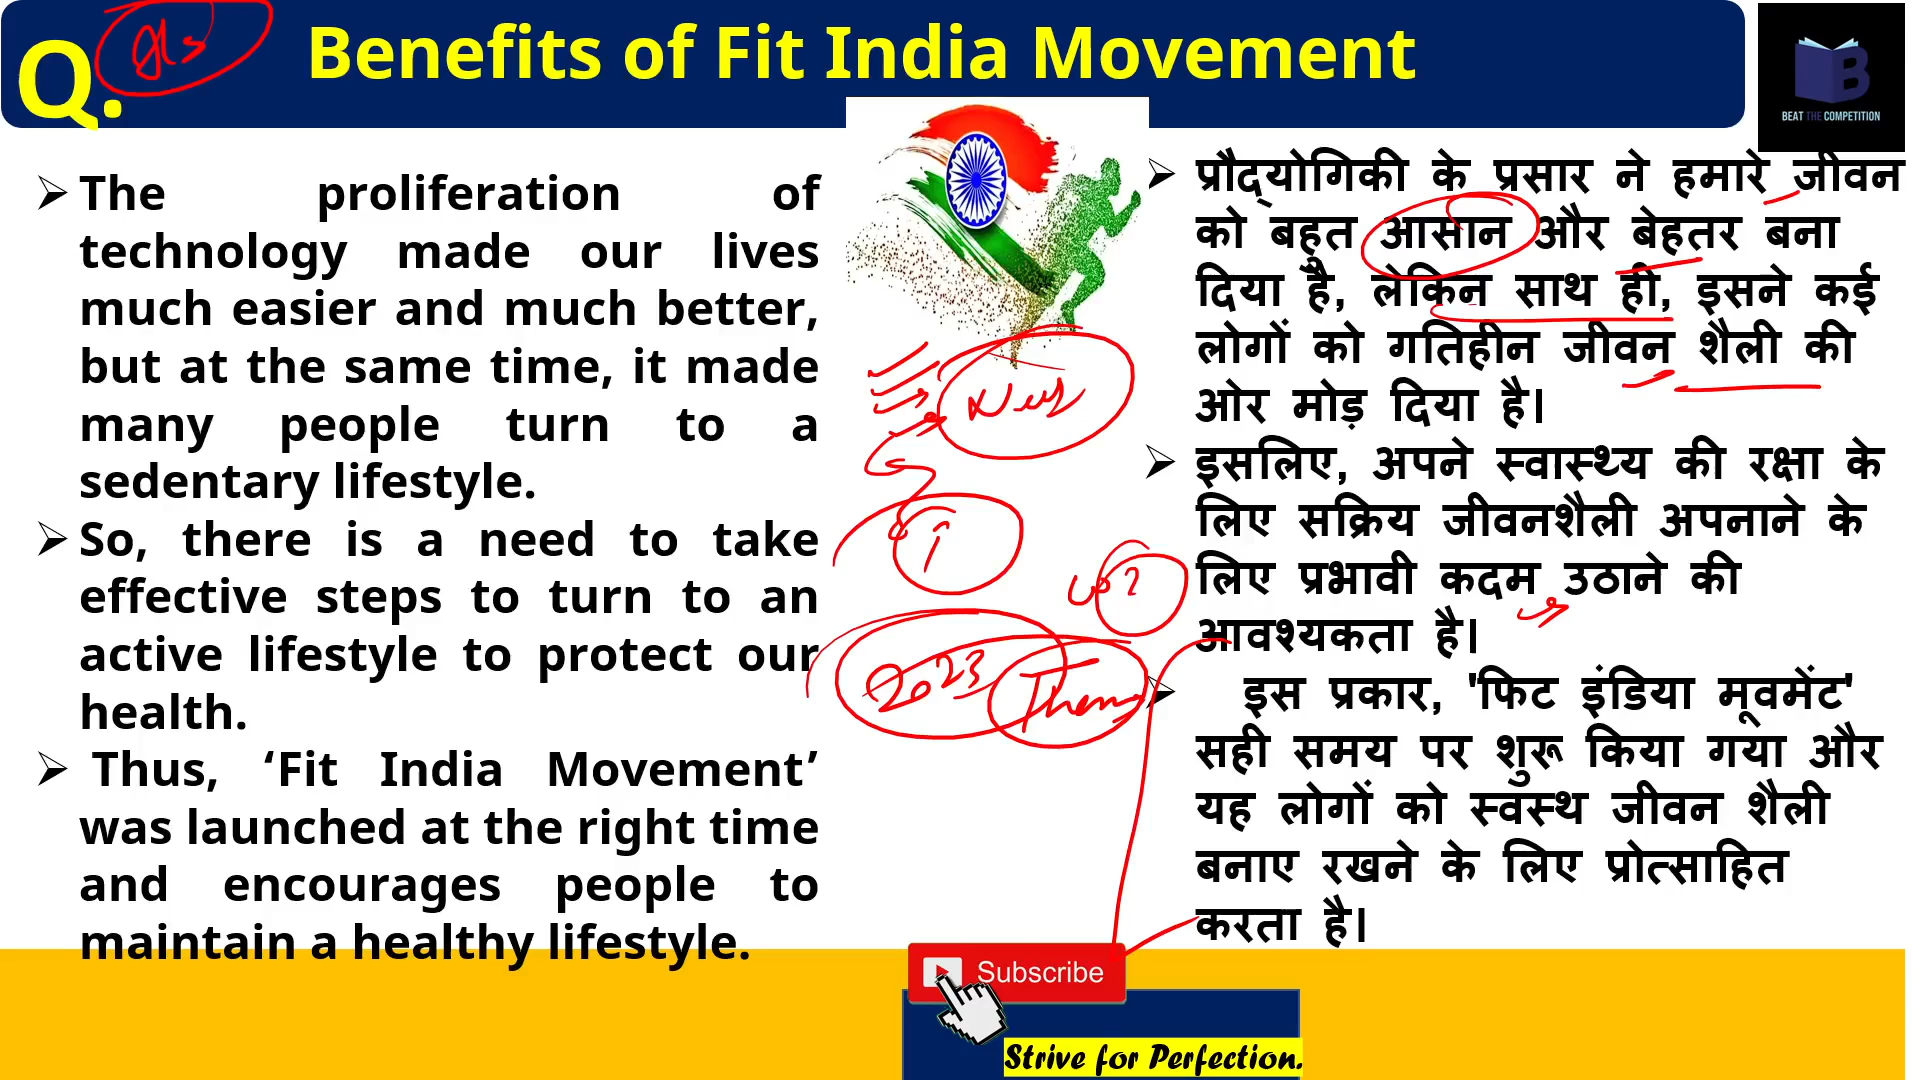 Q.
Benefits of Fit India Movement
BEAT THE COMPETITION
The proliferation of
technology made our lives
much easier and much better,
but at the same time, it made
many people turn to a
sedentary lifestyle.
So, there is a need to take
effective steps to turn to an
active lifestyle to protect our
health.
Thus, ‘Fit India Movement’
was launched at the right time
and encourages people to
maintain a healthy lifestyle.
2023 Theme
प्रौद्योगिकी के प्रसार ने हमारे जीवन
को बहुत आसान और बेहतर बना
दिया है, लेकिन साथ ही, इसने कई
लोगों को गतिहीन जीवन शैली की
ओर मोड़ दिया है।
इसलिए, अपने स्वास्थ्य की रक्षा के
लिए सक्रिय जीवनशैली अपनाने के
लिए प्रभावी कदम उठाने की
आवश्यकता है।
इस प्रकार, 'फिट इंडिया मूवमेंट'
सही समय पर शुरू किया गया और
यह लोगों को स्वस्थ जीवन शैली
बनाए रखने के लिए प्रोत्साहित
करता है।
Subscribe
Strive for Perfection.